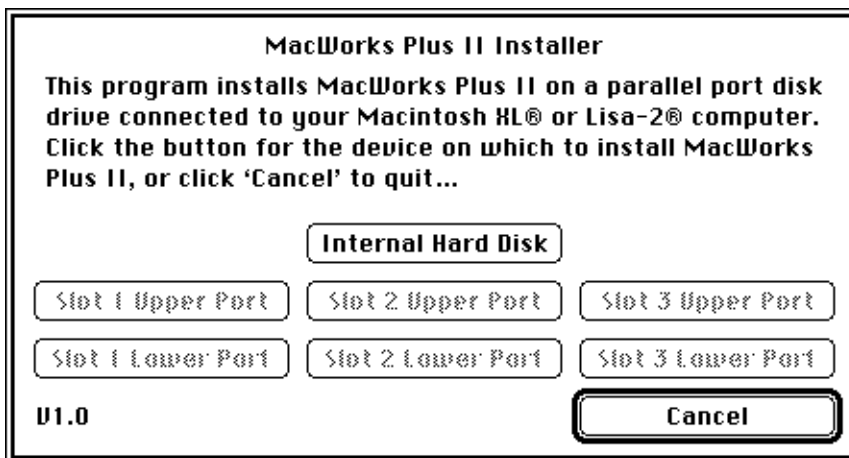 MacWorks Plus II Installer
This program installs MacWorks Plus II on a parallel port disk
drive connected to your Macintosh XL® or Lisa-2® computer.
Click the button for the device on which to install MacWorks
Plus II, or click ‘Cancel’ to quit...
Internal Hard Disk
Slot 1 Upper Port Slot 2 Upper Port Slot 3 Upper Port
Slot 1 Lower Port Slot 2 Lower Port Slot 3 Lower Port
V1.0 Cancel